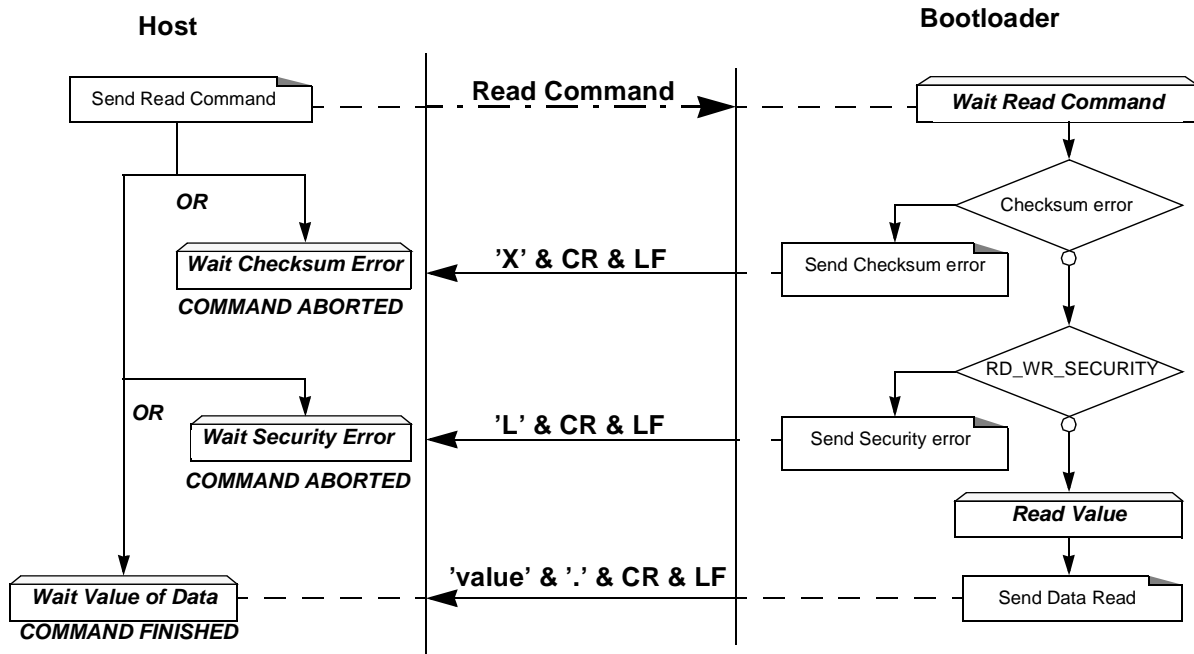 Host
Bootloader
Send Read Command
Read Command
Wait Read Command
OR
Checksum error
Wait Checksum Error
’X’ & CR & LF
Send Checksum error
COMMAND ABORTED
RD_WR_SECURITY
OR
Wait Security Error
’L’ & CR & LF
Send Security error
COMMAND ABORTED
Read Value
’value’ & ’.’ & CR & LF
Wait Value of Data
Send Data Read
COMMAND FINISHED